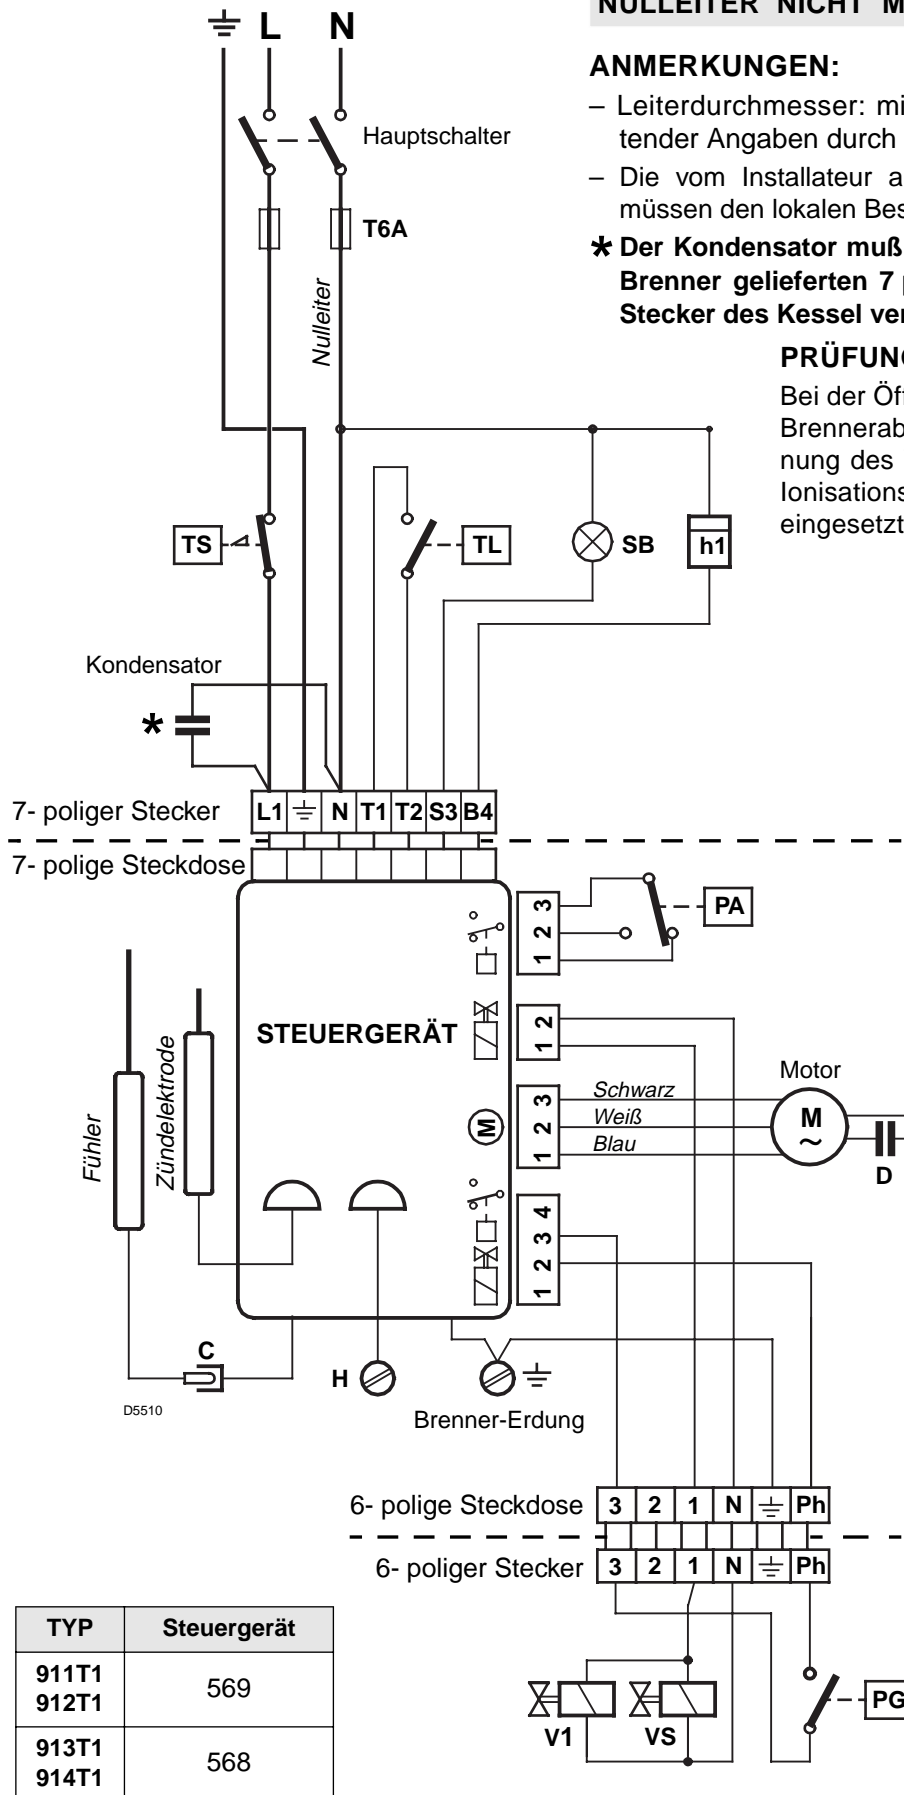 NULLEITER NICHT M
L N
ANMERKUNGEN:
– Leiterdurchmesser: mi
tender Angaben durch
– Die vom Installateur a
müssen den lokalen Bes
* Der Kondensator muß
Brenner gelieferten 7
Stecker des Kessel ver
PRÜFUNG
Bei der Öf
Brennerab
nung des
Ionisations
eingesetzt
Hauptschalter
T6A
Nulleiter
TS
TL
SB
h1
Kondensator
*
7- poliger Stecker
L1 N T1 T2 S3 B4
7- polige Steckdose
3
2
1
PA
STEUERGERÄT
2
1
Fühler
Zündelektrode
M
3
2
1
Schwarz
Weiß
Blau
Motor
M
~
D
4
3
2
1
C
H
D5510
Brenner-Erdung
6- polige Steckdose
3 2 1 N Ph
6- poliger Stecker
3 2 1 N Ph
V1
VS
PG
TYP Steuergerät
911T1
912T1
569
913T1
914T1
568